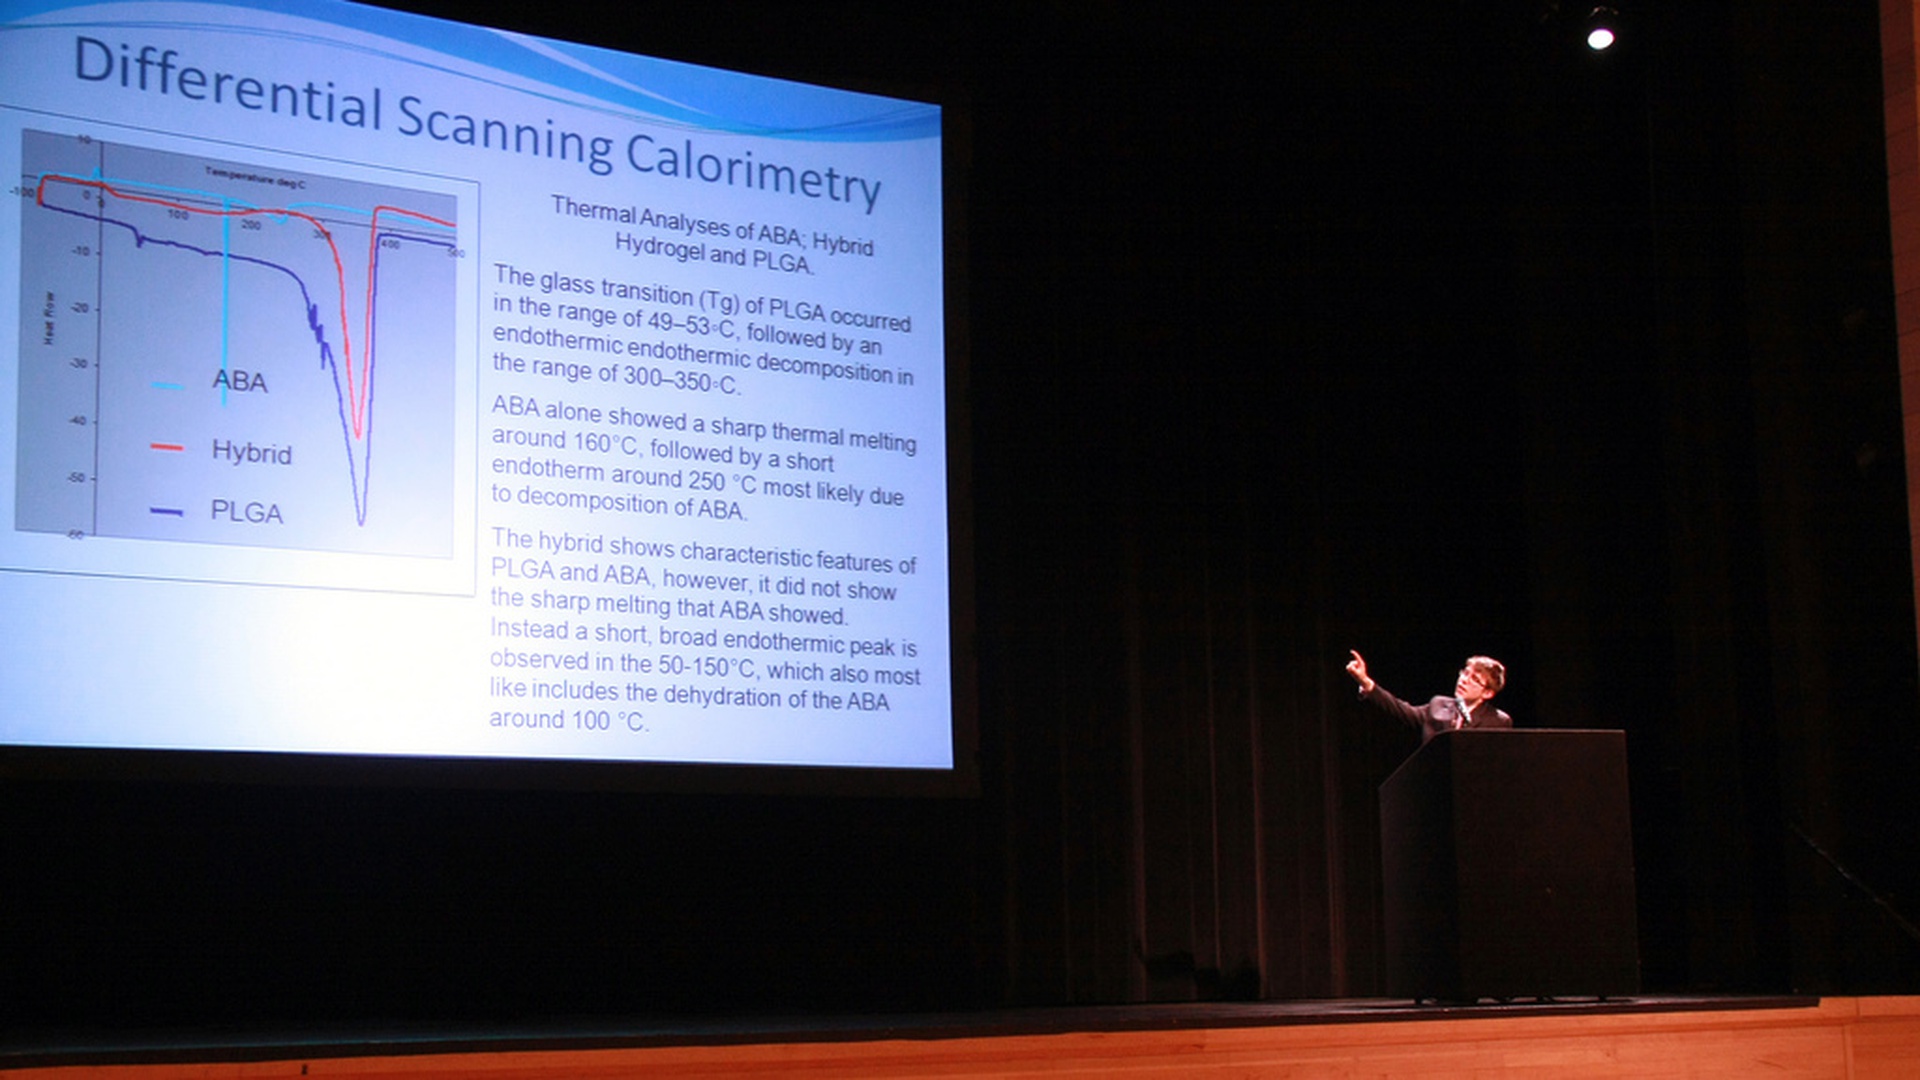 Differential Scanning Calorimetry
10
Temperature deg C
-100
0
0
100
200
300
400
500
-10
-20
-30
-40
-50
-60
Heat Flow
ABA
Hybrid
PLGA
Thermal Analyses of ABA; Hybrid
Hydrogel and PLGA.
The glass transition (Tg) of PLGA occurred
in the range of 49–53◦C, followed by an
endothermic endothermic decomposition in
the range of 300–350◦C.
ABA alone showed a sharp thermal melting
around 160°C, followed by a short
endotherm around 250 °C most likely due
to decomposition of ABA.
The hybrid shows characteristic features of
PLGA and ABA, however, it did not show
the sharp melting that ABA showed.
Instead a short, broad endothermic peak is
observed in the 50-150°C, which also most
like includes the dehydration of the ABA
around 100 °C.